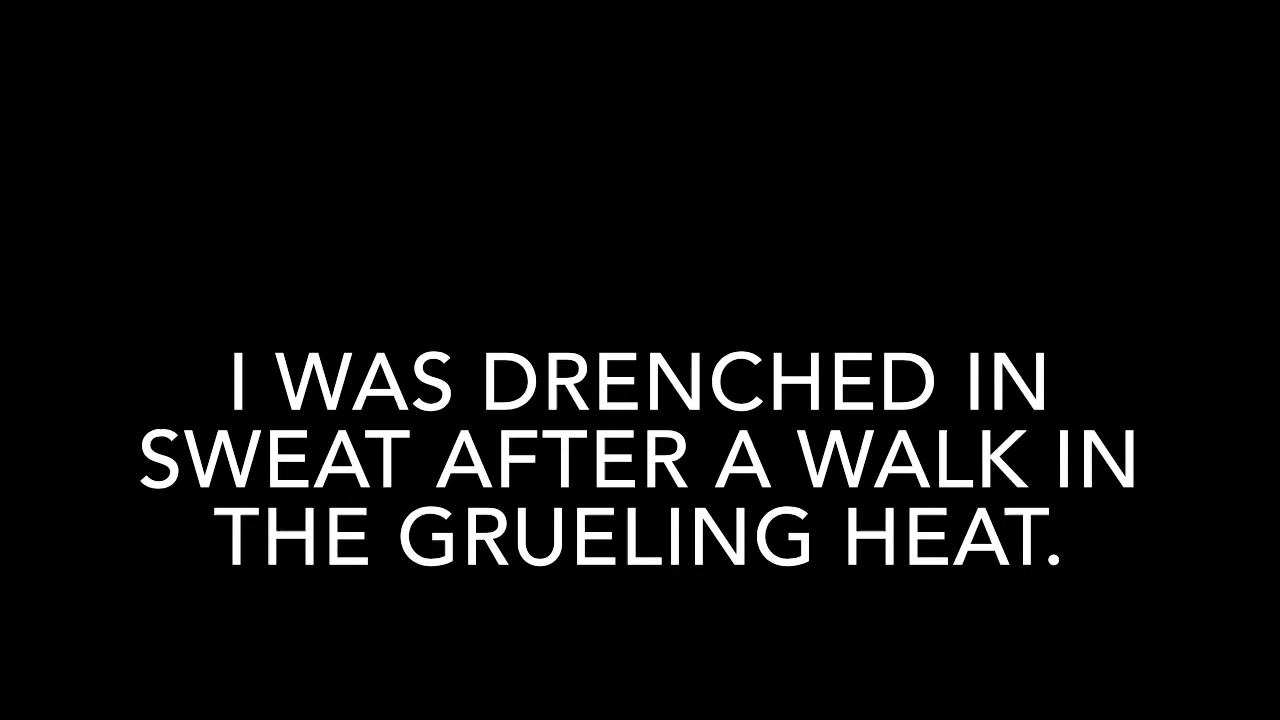 I WAS DRENCHED IN
SWEAT AFTER A WALK IN
THE GRUELING HEAT.